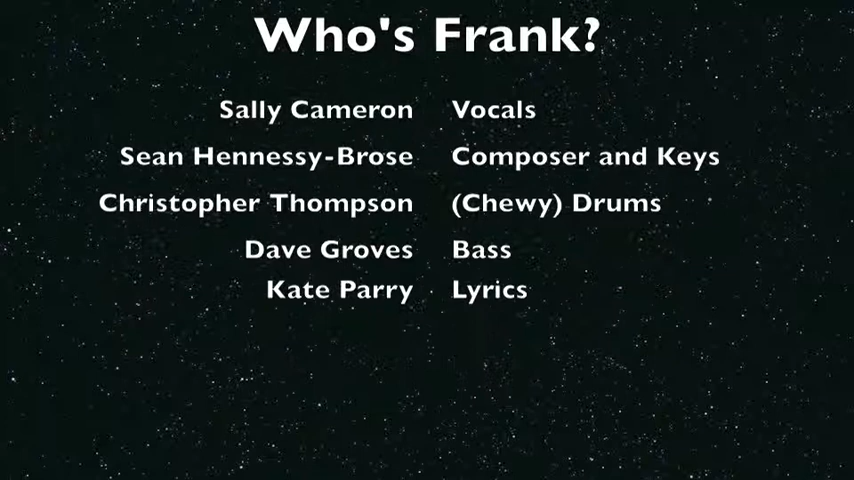 Who's Frank?
Sally Cameron Vocals
Sean Hennessy-Brose Composer and Keys
Christopher Thompson (Chewy) Drums
Dave Groves Bass
Kate Parry Lyrics